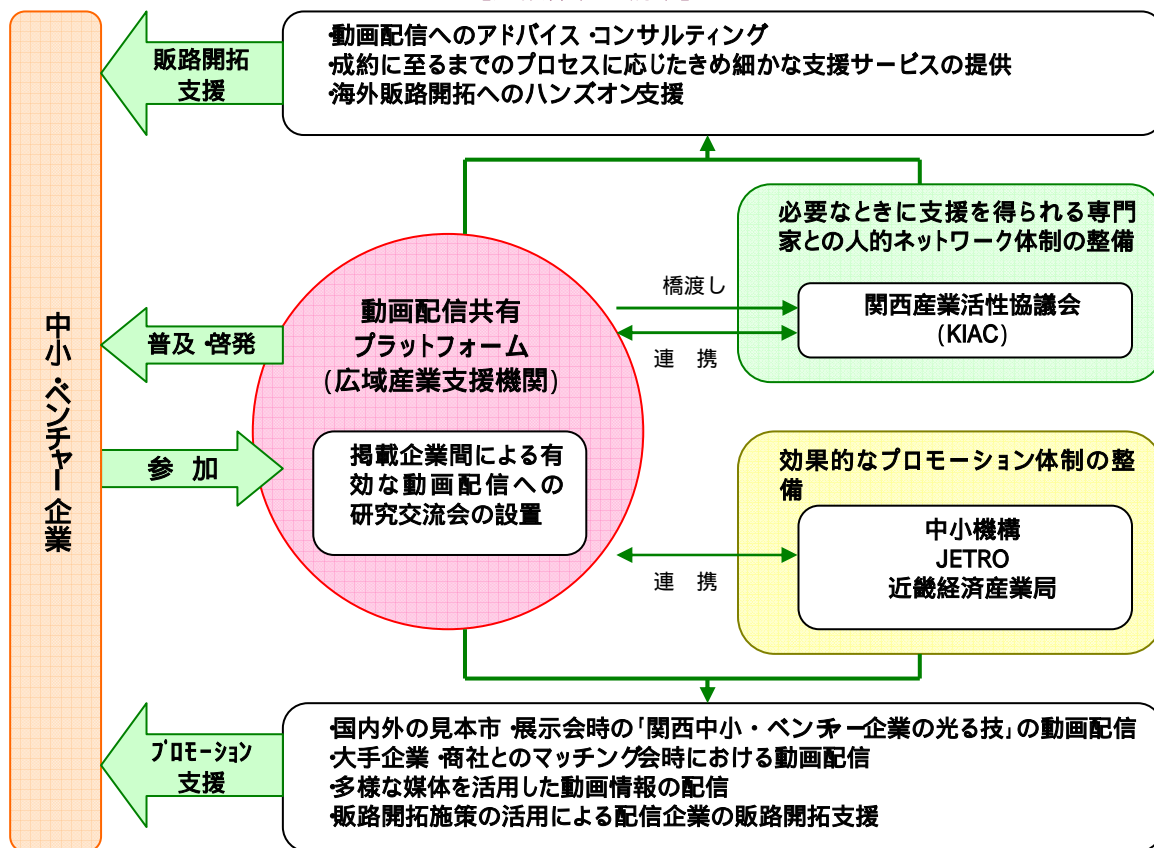 販路開拓
支援
・動画配信へのアドバイス・コンサルティング
・成約に至るまでのプロセスに応じたきめ細かな支援サービスの提供
・海外販路開拓へのハンズオン支援
中小・ベンチャー企業
普及・啓発
参 加
動画配信共有
プラットフォーム
(広域産業支援機関)
掲載企業間による有
効な動画配信への
研究交流会の設置
橋渡し
連 携
必要なときに支援を得られる専門
家との人的ネットワーク体制の整備
関西産業活性協議会
(KIAC)
連 携
効果的なプロモーション体制の整
備
中小機構
JETRO
近畿経済産業局
プロモーション
支援
・国内外の見本市・展示会時の「関西中小・ベンチャー企業の光る技」の動画配信
・大手企業・商社とのマッチング会時における動画配信
・多様な媒体を活用した動画情報の配信
・販路開拓施策の活用による配信企業の販路開拓支援